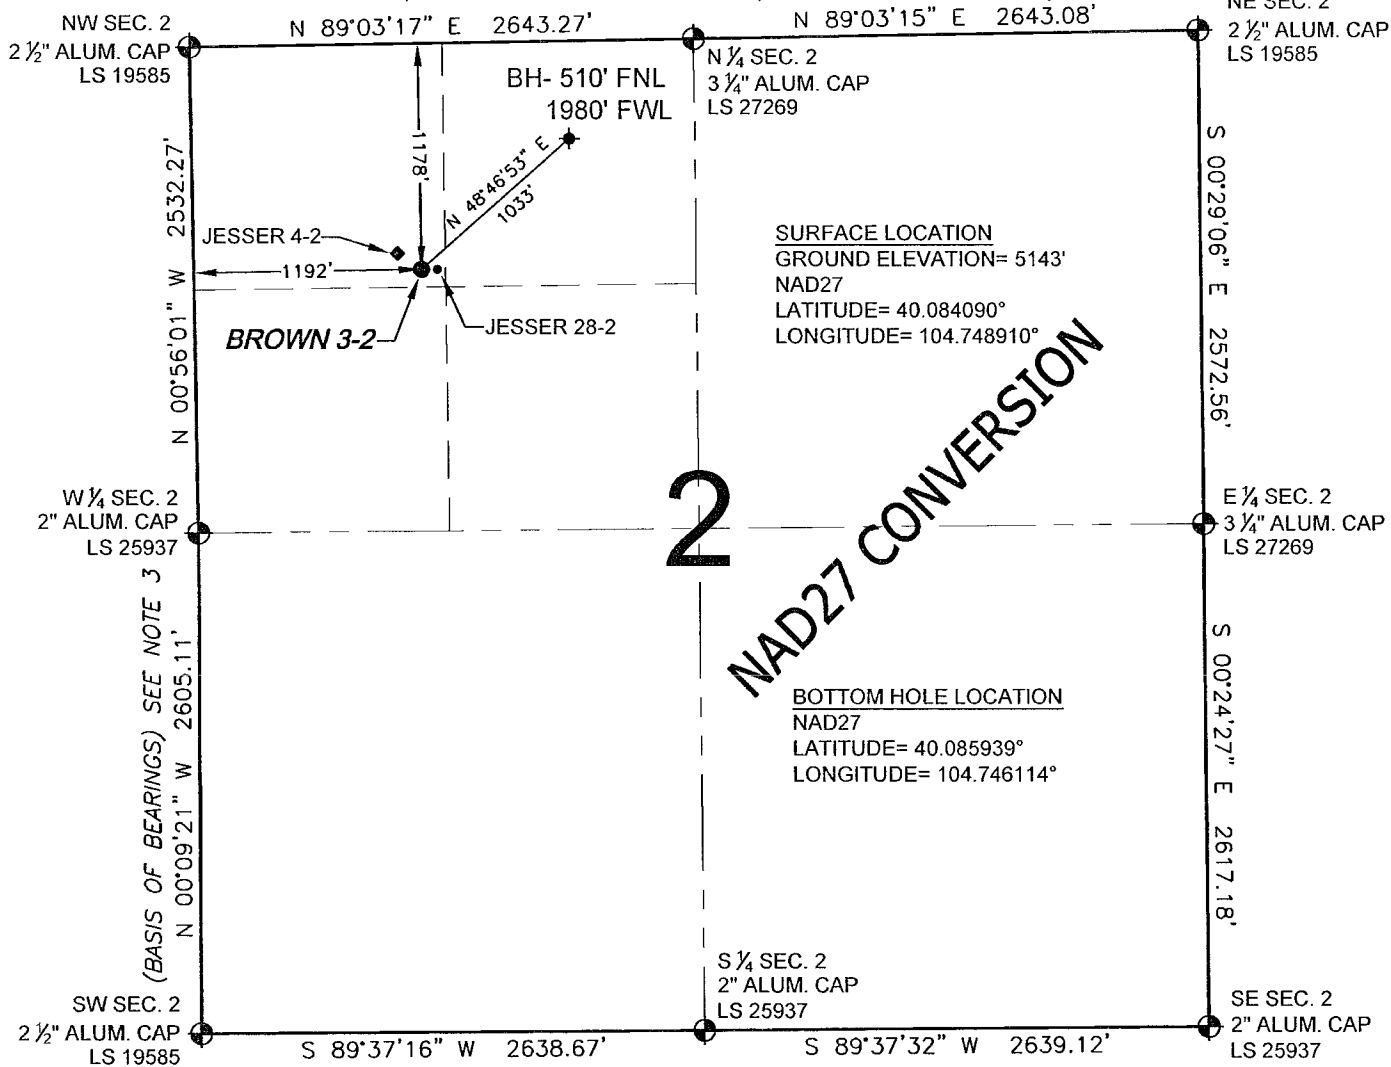 NW SEC. 2
2 ½" ALUM. CAP
LS 19585
N 89°03'17" E 2643.27'
N 89°03'15" E 2643.08'
NE SEC. 2
2 ½" ALUM. CAP
LS 19585
N ¼ SEC. 2
3 ¼" ALUM. CAP
LS 27269
BH- 510' FNL
1980' FWL
1178'
N 48°46'53" E
1033'
N 00°56'01" W 2532.27'
S 00°29'06" E 2572.56'
JESSER 4-2
1192'
BROWN 3-2
JESSER 28-2
SURFACE LOCATION
GROUND ELEVATION= 5143'
NAD27
LATITUDE= 40.084090°
LONGITUDE= 104.748910°
NAD27 CONVERSION
2
W ¼ SEC. 2
2" ALUM. CAP
LS 25937
E ¼ SEC. 2
3 ¼" ALUM. CAP
LS 27269
(BASIS OF BEARINGS) SEE NOTE 3
N 00°09'21" W 2605.11'
S 00°24'27" E 2617.18'
BOTTOM HOLE LOCATION
NAD27
LATITUDE= 40.085939°
LONGITUDE= 104.746114°
SW SEC. 2
2 ½" ALUM. CAP
LS 19585
S 89°37'16" W 2638.67'
S ¼ SEC. 2
2" ALUM. CAP
LS 25937
S 89°37'32" W 2639.12'
SE SEC. 2
2" ALUM. CAP
LS 25937